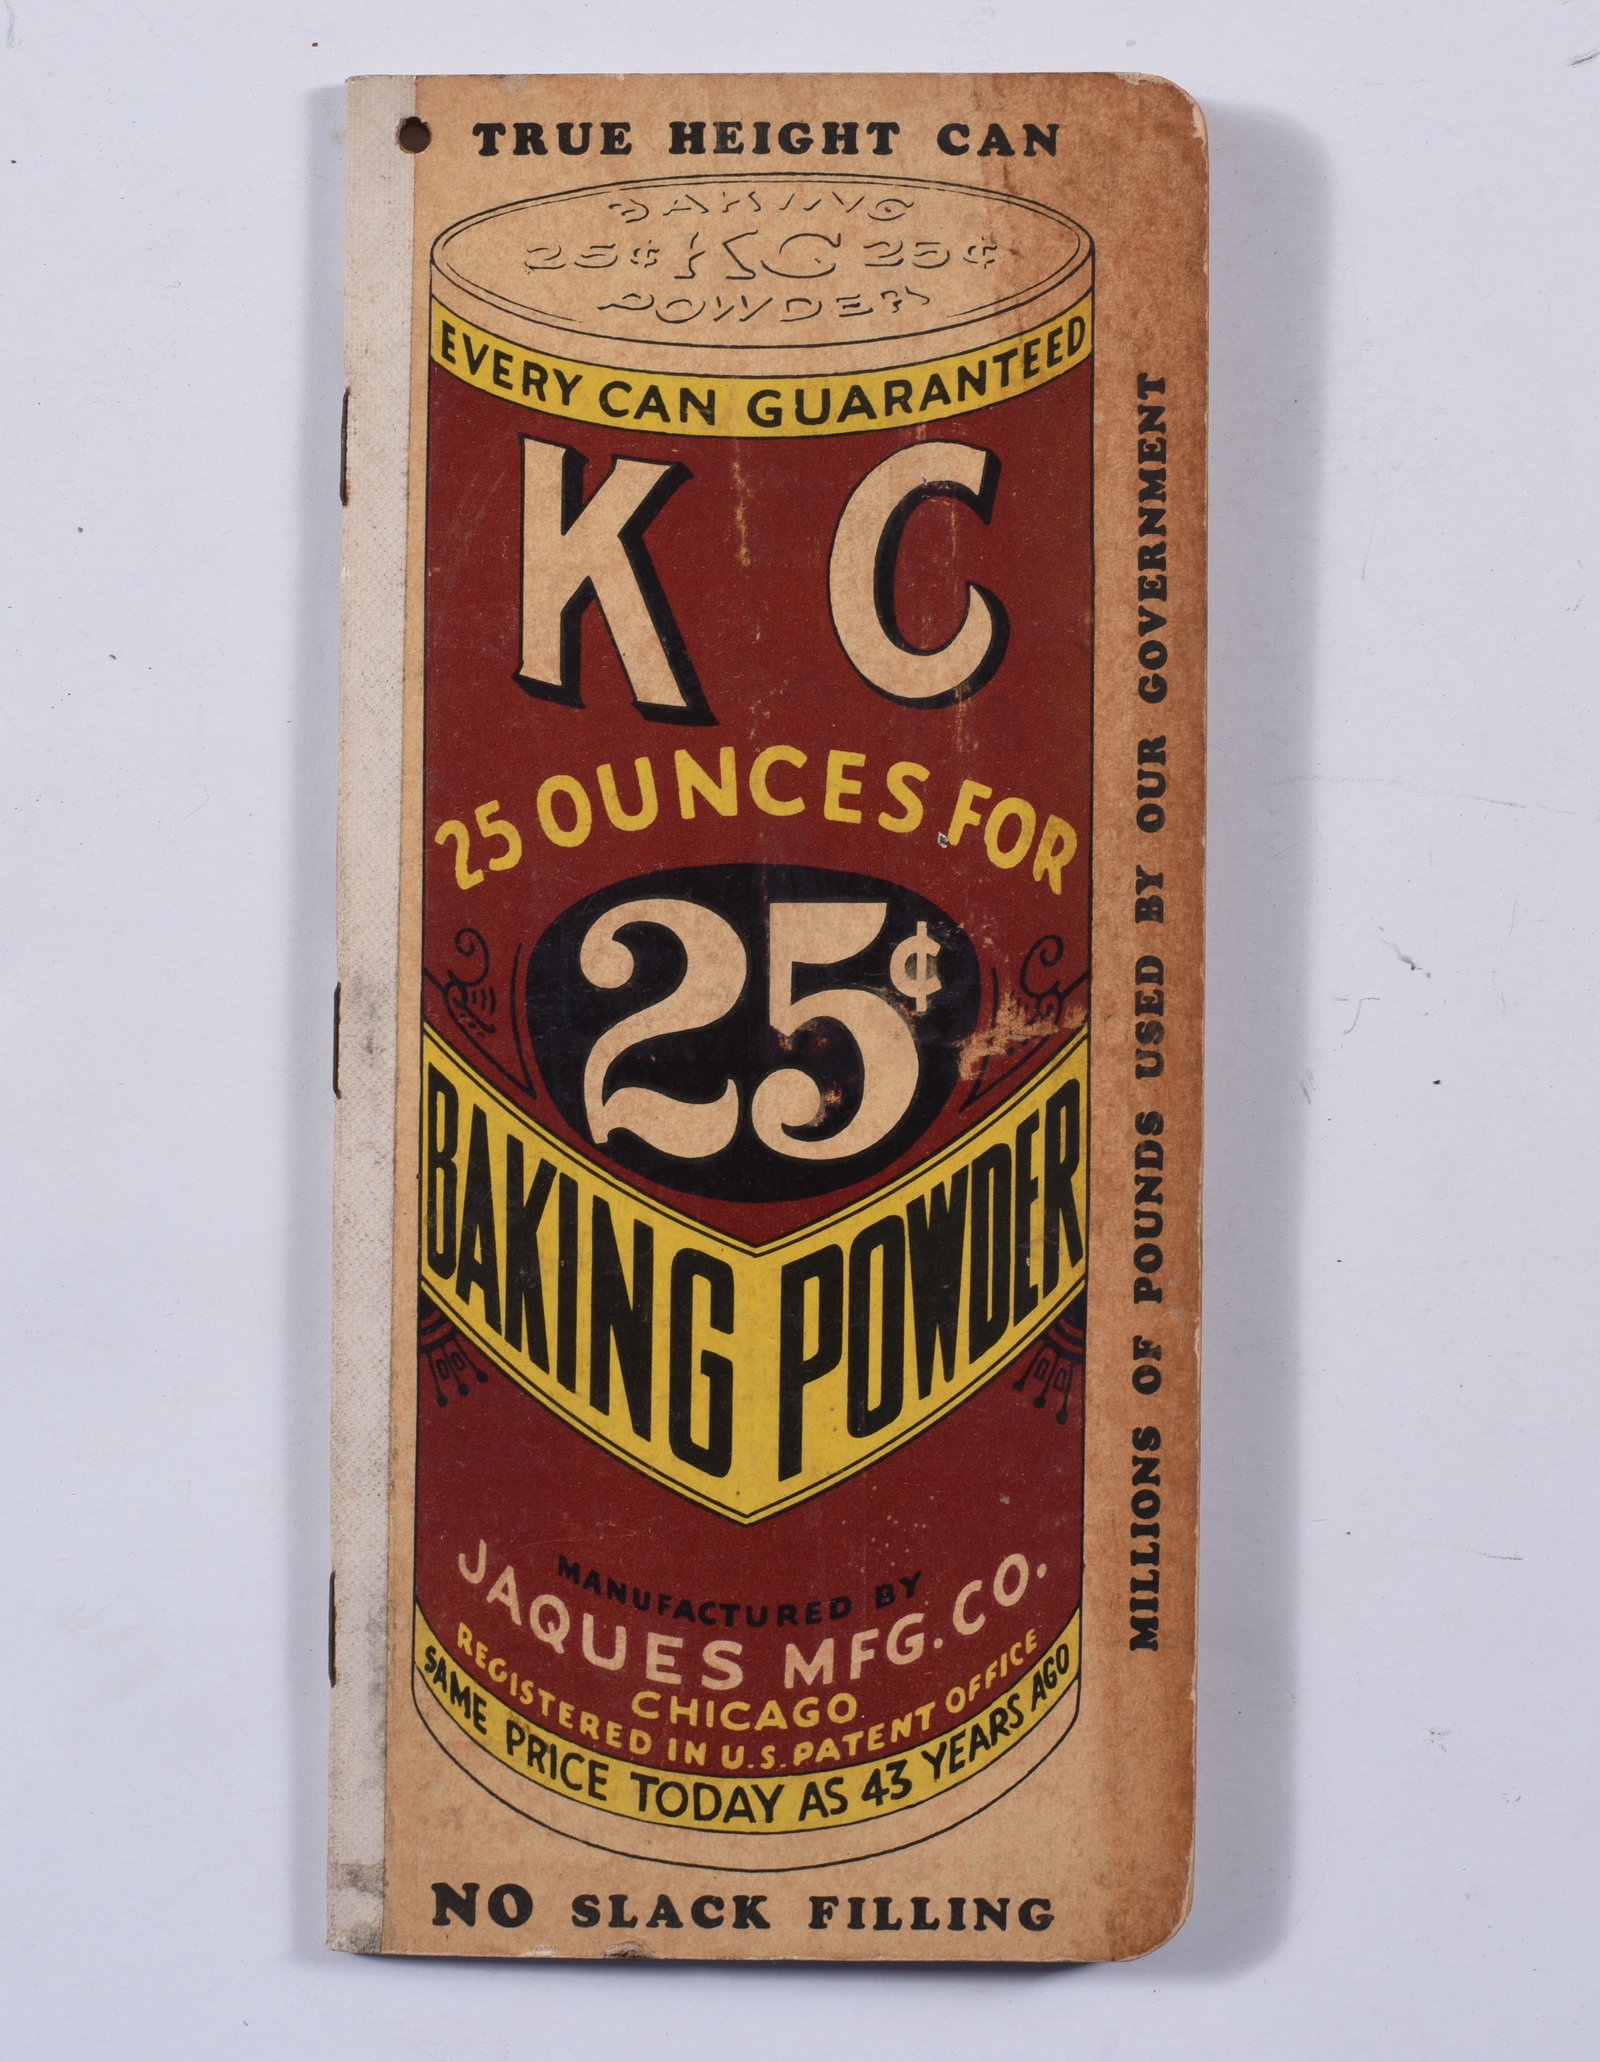 TRUE HEIGHT CAN
BAKING
25¢ KC 25¢
POWDER
EVERY CAN GUARANTEED
K C
25 OUNCES FOR
25¢
BAKING POWDER
MANUFACTURED BY
JAQUES MFG. CO.
CHICAGO
REGISTERED IN U.S. PATENT OFFICE
SAME PRICE TODAY AS 43 YEARS AGO
NO SLACK FILLING
MILLIONS OF POUNDS USED BY OUR GOVERNMENT